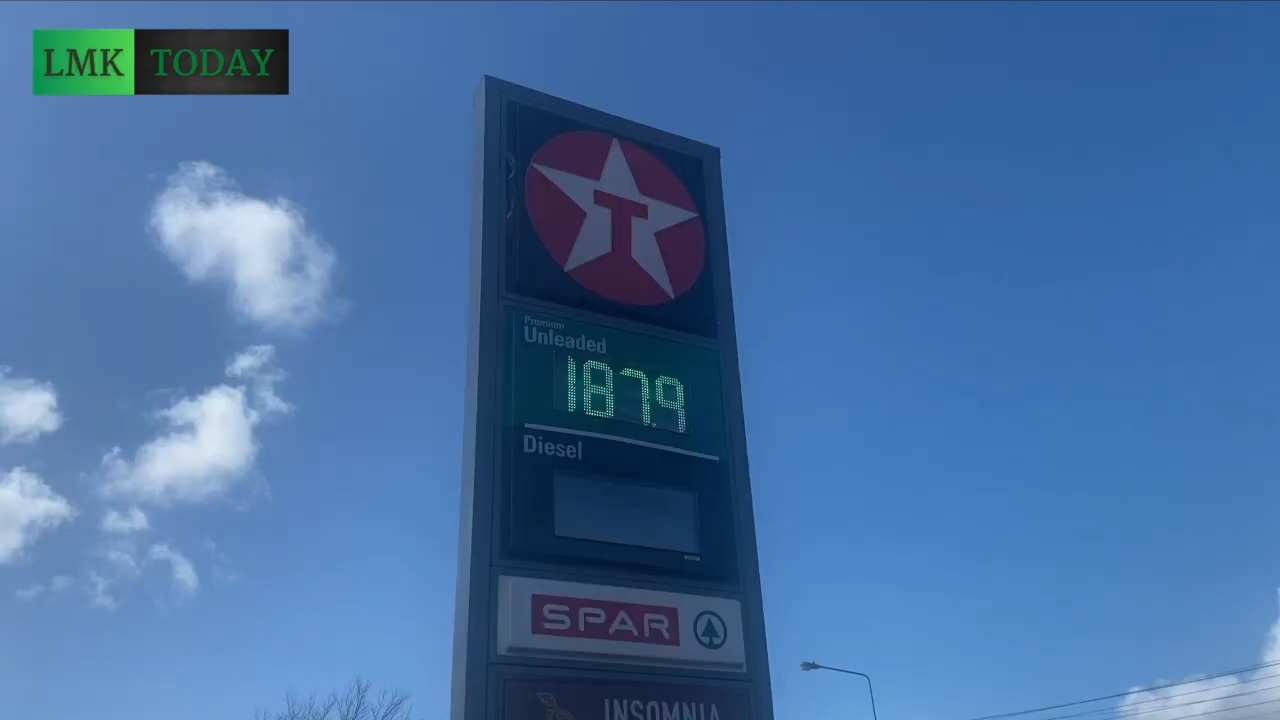 LMK TODAY
T
Premium
Unleaded
187.9
Diesel
SPAR
INSOMNIA